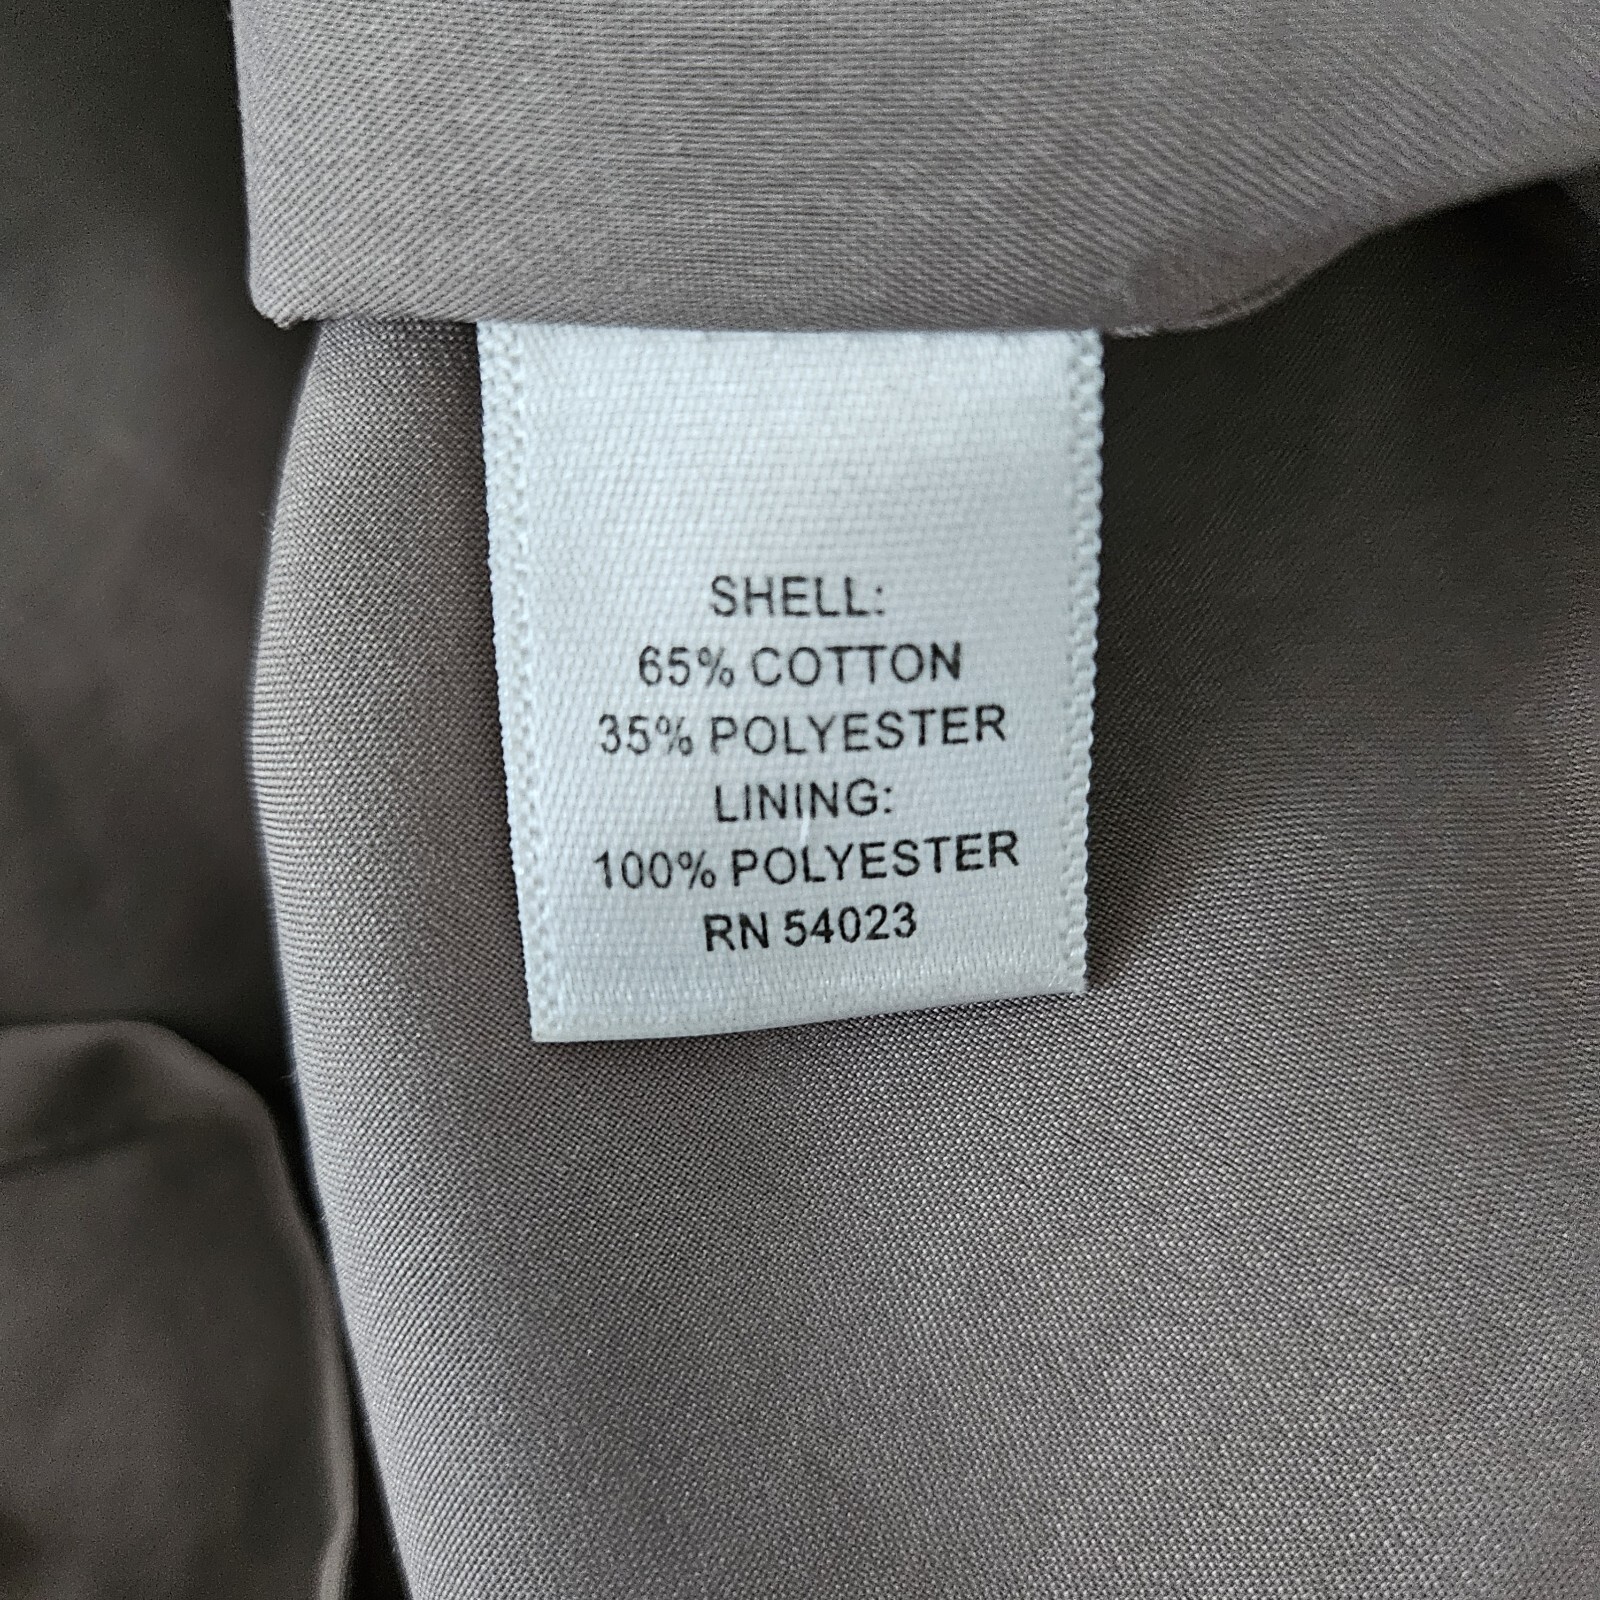 SHELL:
65% COTTON
35% POLYESTER
LINING:
100% POLYESTER
RN 54023